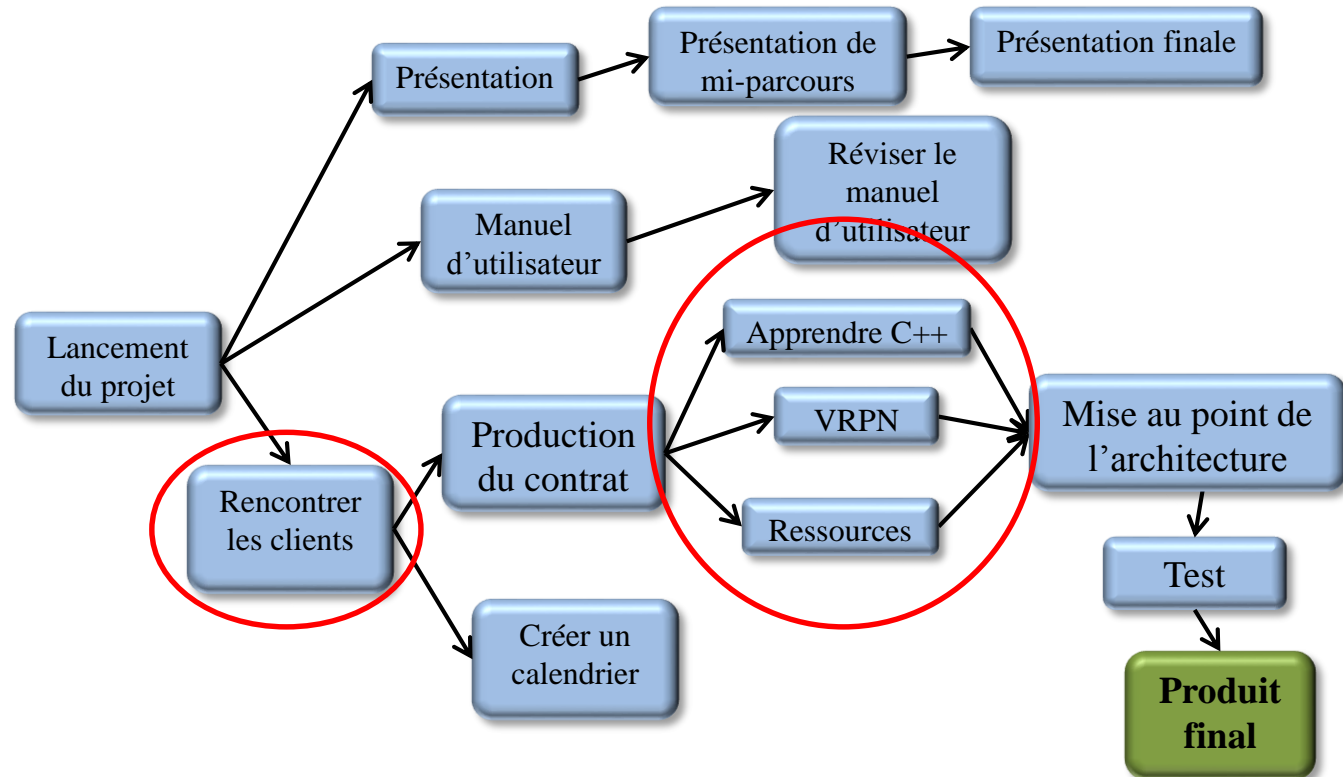 Présentation
Présentation de
mi-parcours
Présentation finale
Manuel
d’utilisateur
Réviser le
manuel
d’utilisateur
Lancement
du projet
Rencontrer
les clients
Production
du contrat
Créer un
calendrier
Apprendre C++
VRPN
Ressources
Mise au point de
l’architecture
Test
Produit
final